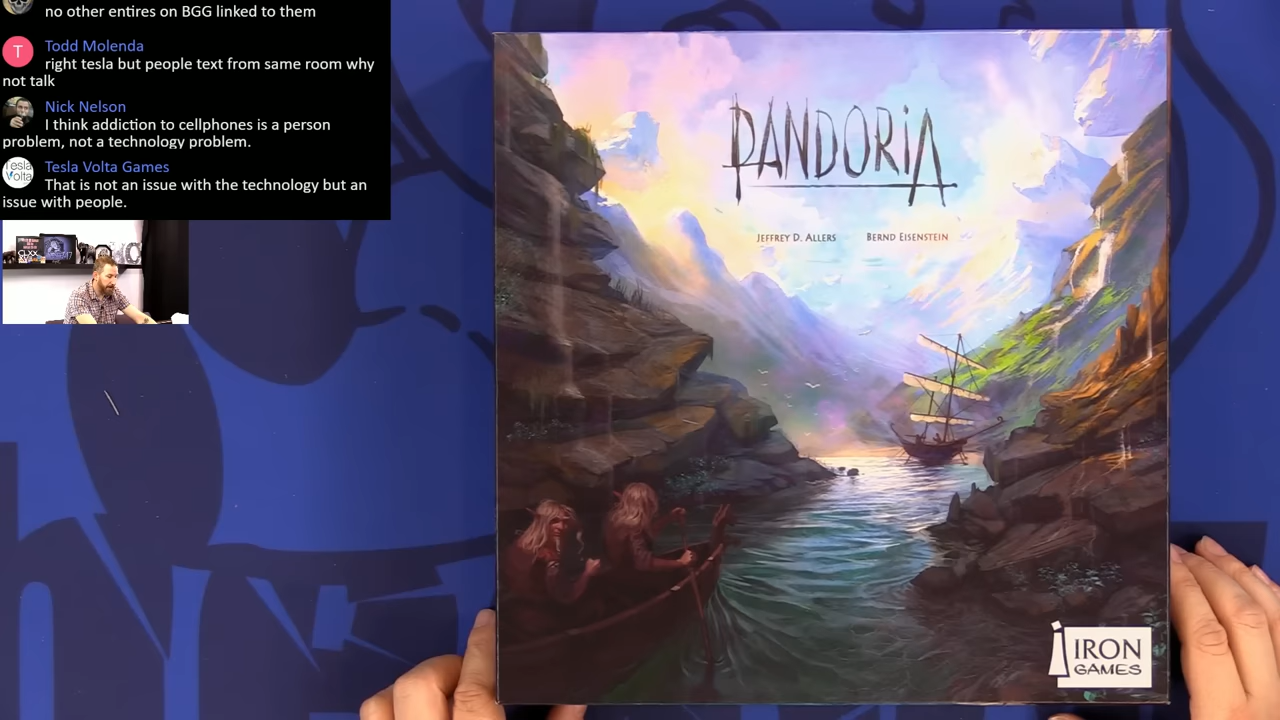 no other entires on BGG linked to them
Todd Molenda
right tesla but people text from same room why
not talk
Nick Nelson
I think addiction to cellphones is a person
problem, not a technology problem.
Tesla Volta Games
That is not an issue with the technology but an
issue with people.
T
Tesla
Volta
PANDORiA
JEFFREY D. ALLERS BERND EISENSTEIN
IRON
GAMES